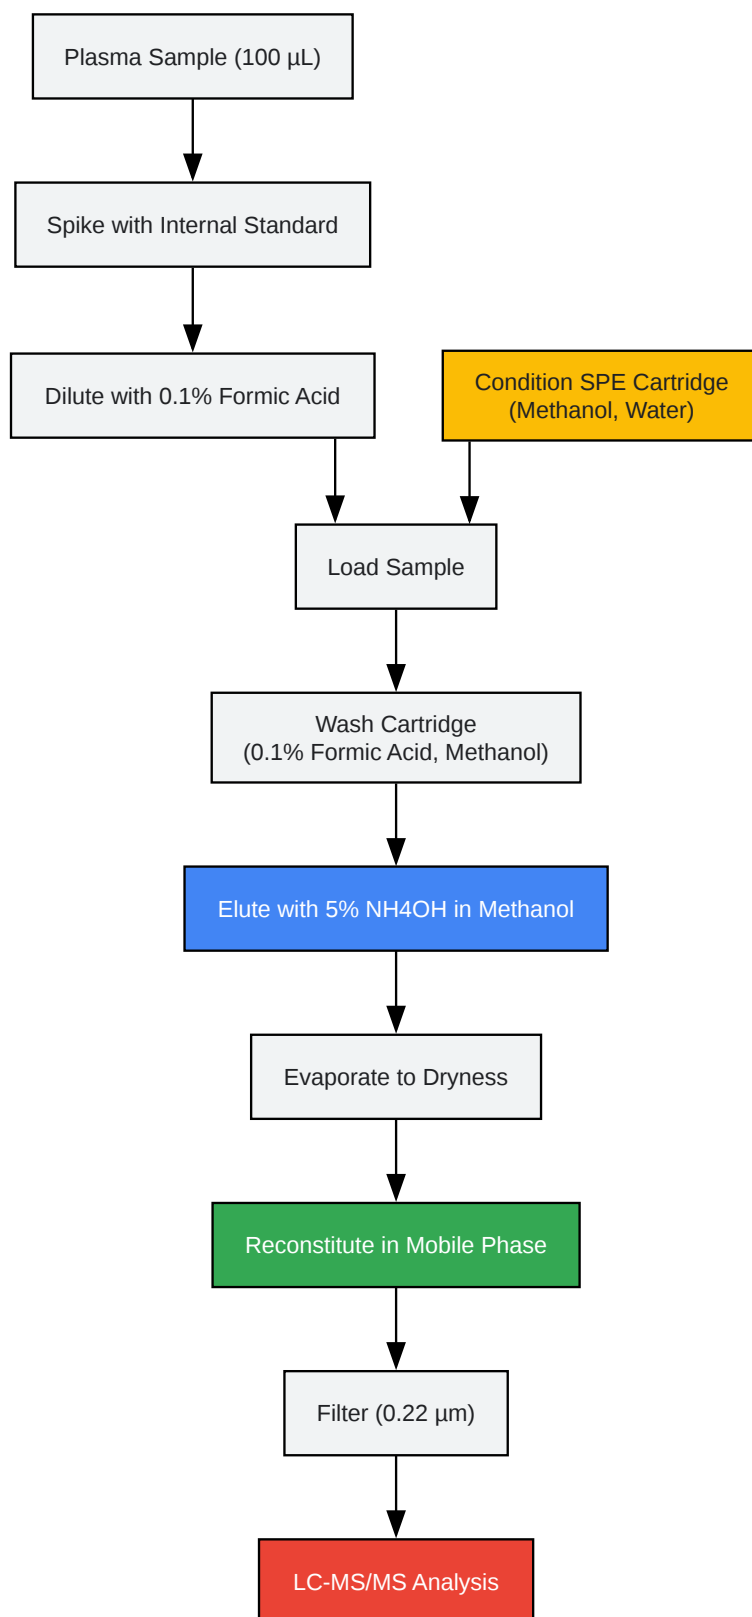 Plasma Sample (100 µL)
Spike with Internal Standard
Dilute with 0.1% Formic Acid
Condition SPE Cartridge
(Methanol, Water)
Load Sample
Wash Cartridge
(0.1% Formic Acid, Methanol)
Elute with 5% NH4OH in Methanol
Evaporate to Dryness
Reconstitute in Mobile Phase
Filter (0.22 µm)
LC-MS/MS Analysis